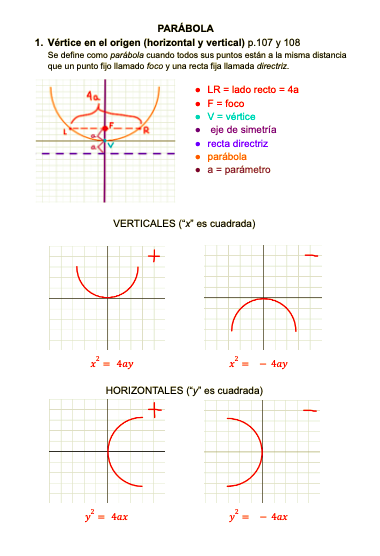 PARÁBOLA
1. Vértice en el origen (horizontal y vertical) p.107 y 108
Se define como parábola cuando todos sus puntos están a la misma distancia
que un punto fijo llamado foco y una recta fija llamada directriz.
4a
L F R
a
V
a
LR = lado recto = 4a
F = foco
V = vértice
eje de simetría
recta directriz
parábola
a = parámetro
VERTICALES ("x" es cuadrada)
+ −
x² = 4ay x² = − 4ay
HORIZONTALES ("y" es cuadrada)
+ −
y² = 4ax y² = − 4ax